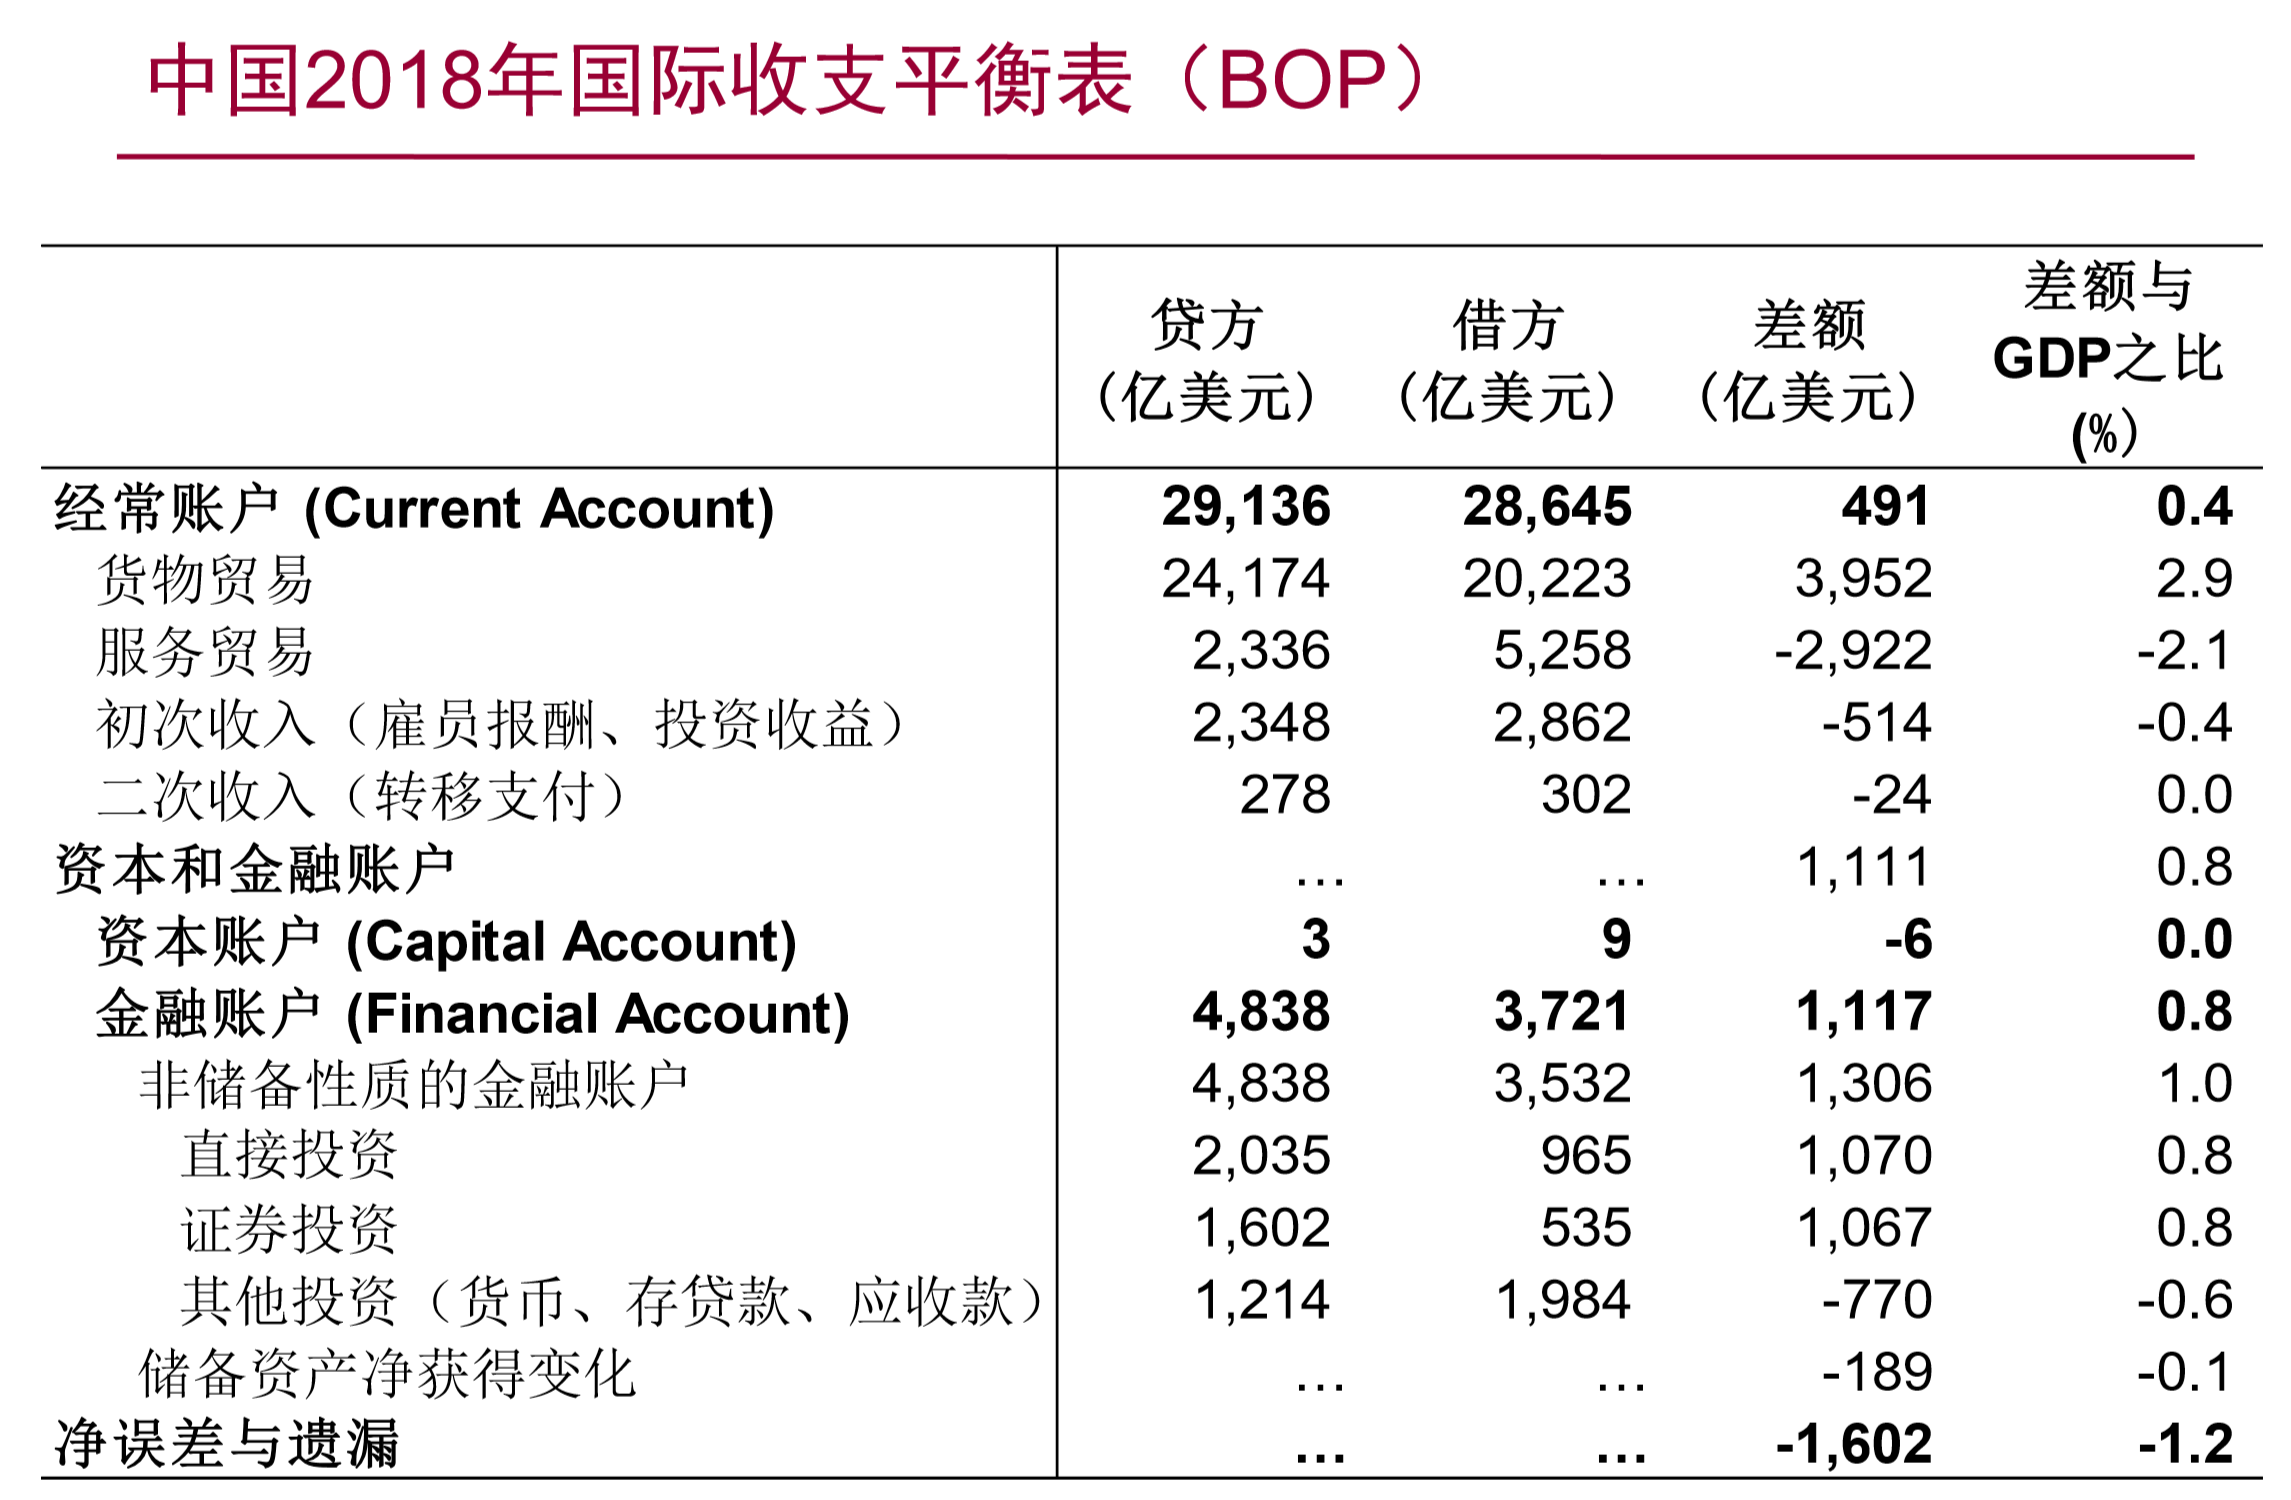 中国2018年国际收支平衡表（BOP）
贷方 借方 差额 差额与
GDP之比
(亿美元) (亿美元) (亿美元) (%)
经常账户 (Current Account) 29,136 28,645 491 0.4
货物贸易 24,174 20,223 3,952 2.9
服务贸易 2,336 5,258 -2,922 -2.1
初次收入（雇员报酬、投资收益） 2,348 2,862 -514 -0.4
二次收入（转移支付） 278 302 -24 0.0
资本和金融账户 … … 1,111 0.8
资本账户 (Capital Account) 3 9 -6 0.0
金融账户 (Financial Account) 4,838 3,721 1,117 0.8
非储备性质的金融账户 4,838 3,532 1,306 1.0
直接投资 2,035 965 1,070 0.8
证券投资 1,602 535 1,067 0.8
其他投资（货币、存贷款、应收款） 1,214 1,984 -770 -0.6
储备资产净获得变化 … … -189 -0.1
净误差与遗漏 … … -1,602 -1.2